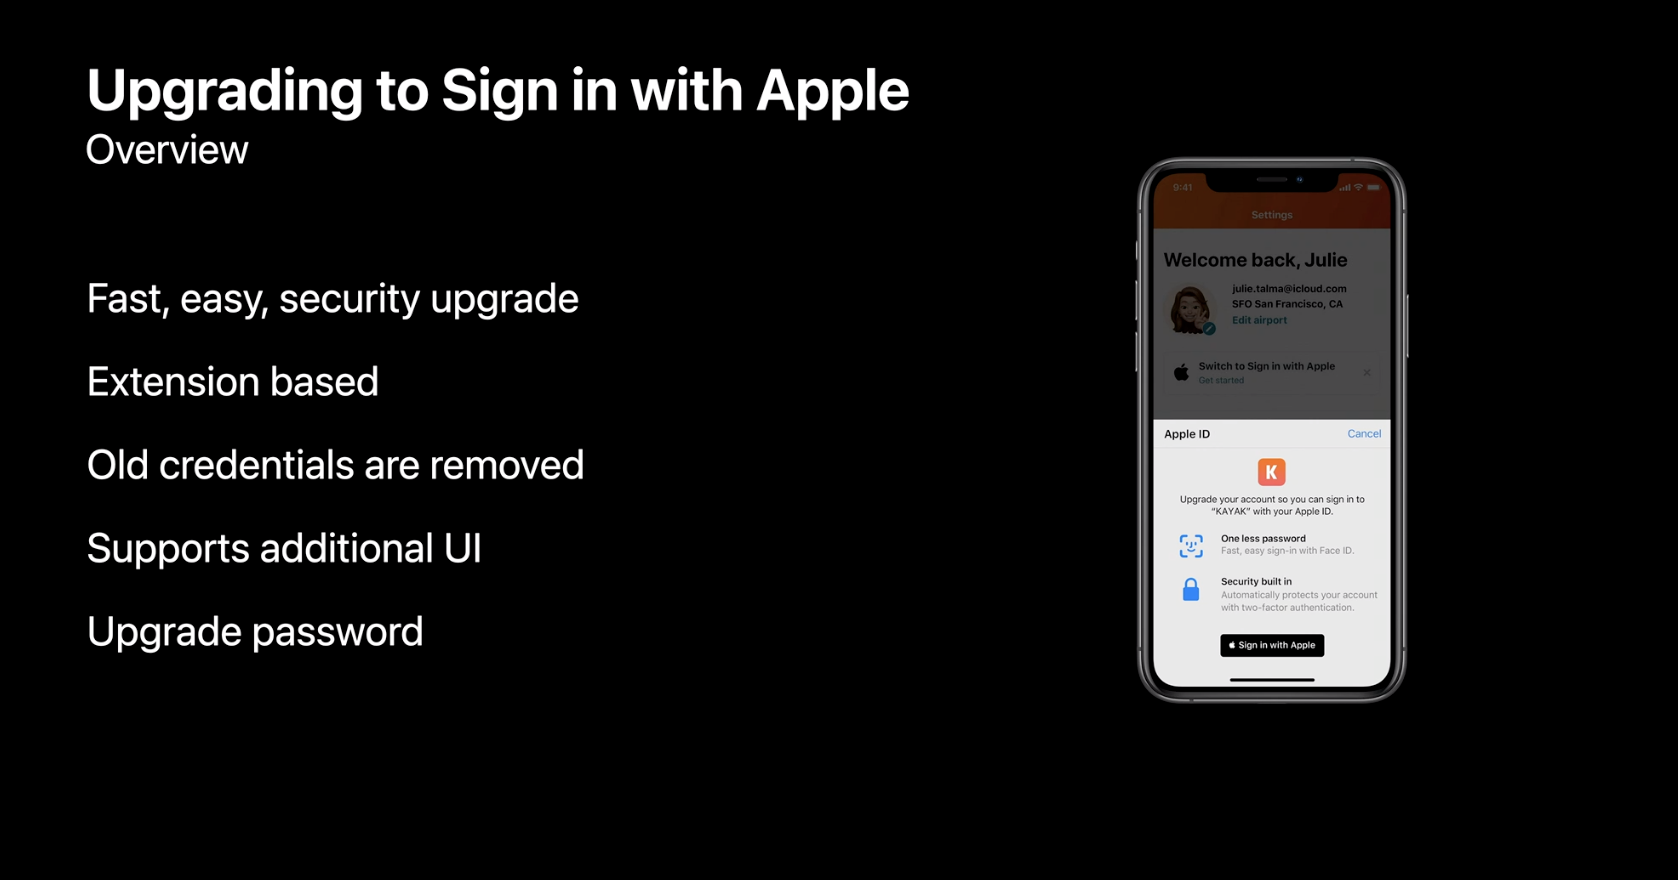 Upgrading to Sign in with Apple
Overview
Fast, easy, security upgrade
Extension based
Old credentials are removed
Supports additional UI
Upgrade password
9:41
Settings
Welcome back, Julie
julie.talma@icloud.com
SFO San Francisco, CA
Edit airport
Switch to Sign in with Apple
Get started
Apple ID
Cancel
K
Upgrade your account so you can sign in to
“KAYAK” with your Apple ID.
One less password
Fast, easy sign-in with Face ID.
Security built in
Automatically protects your account
with two-factor authentication.
Sign in with Apple